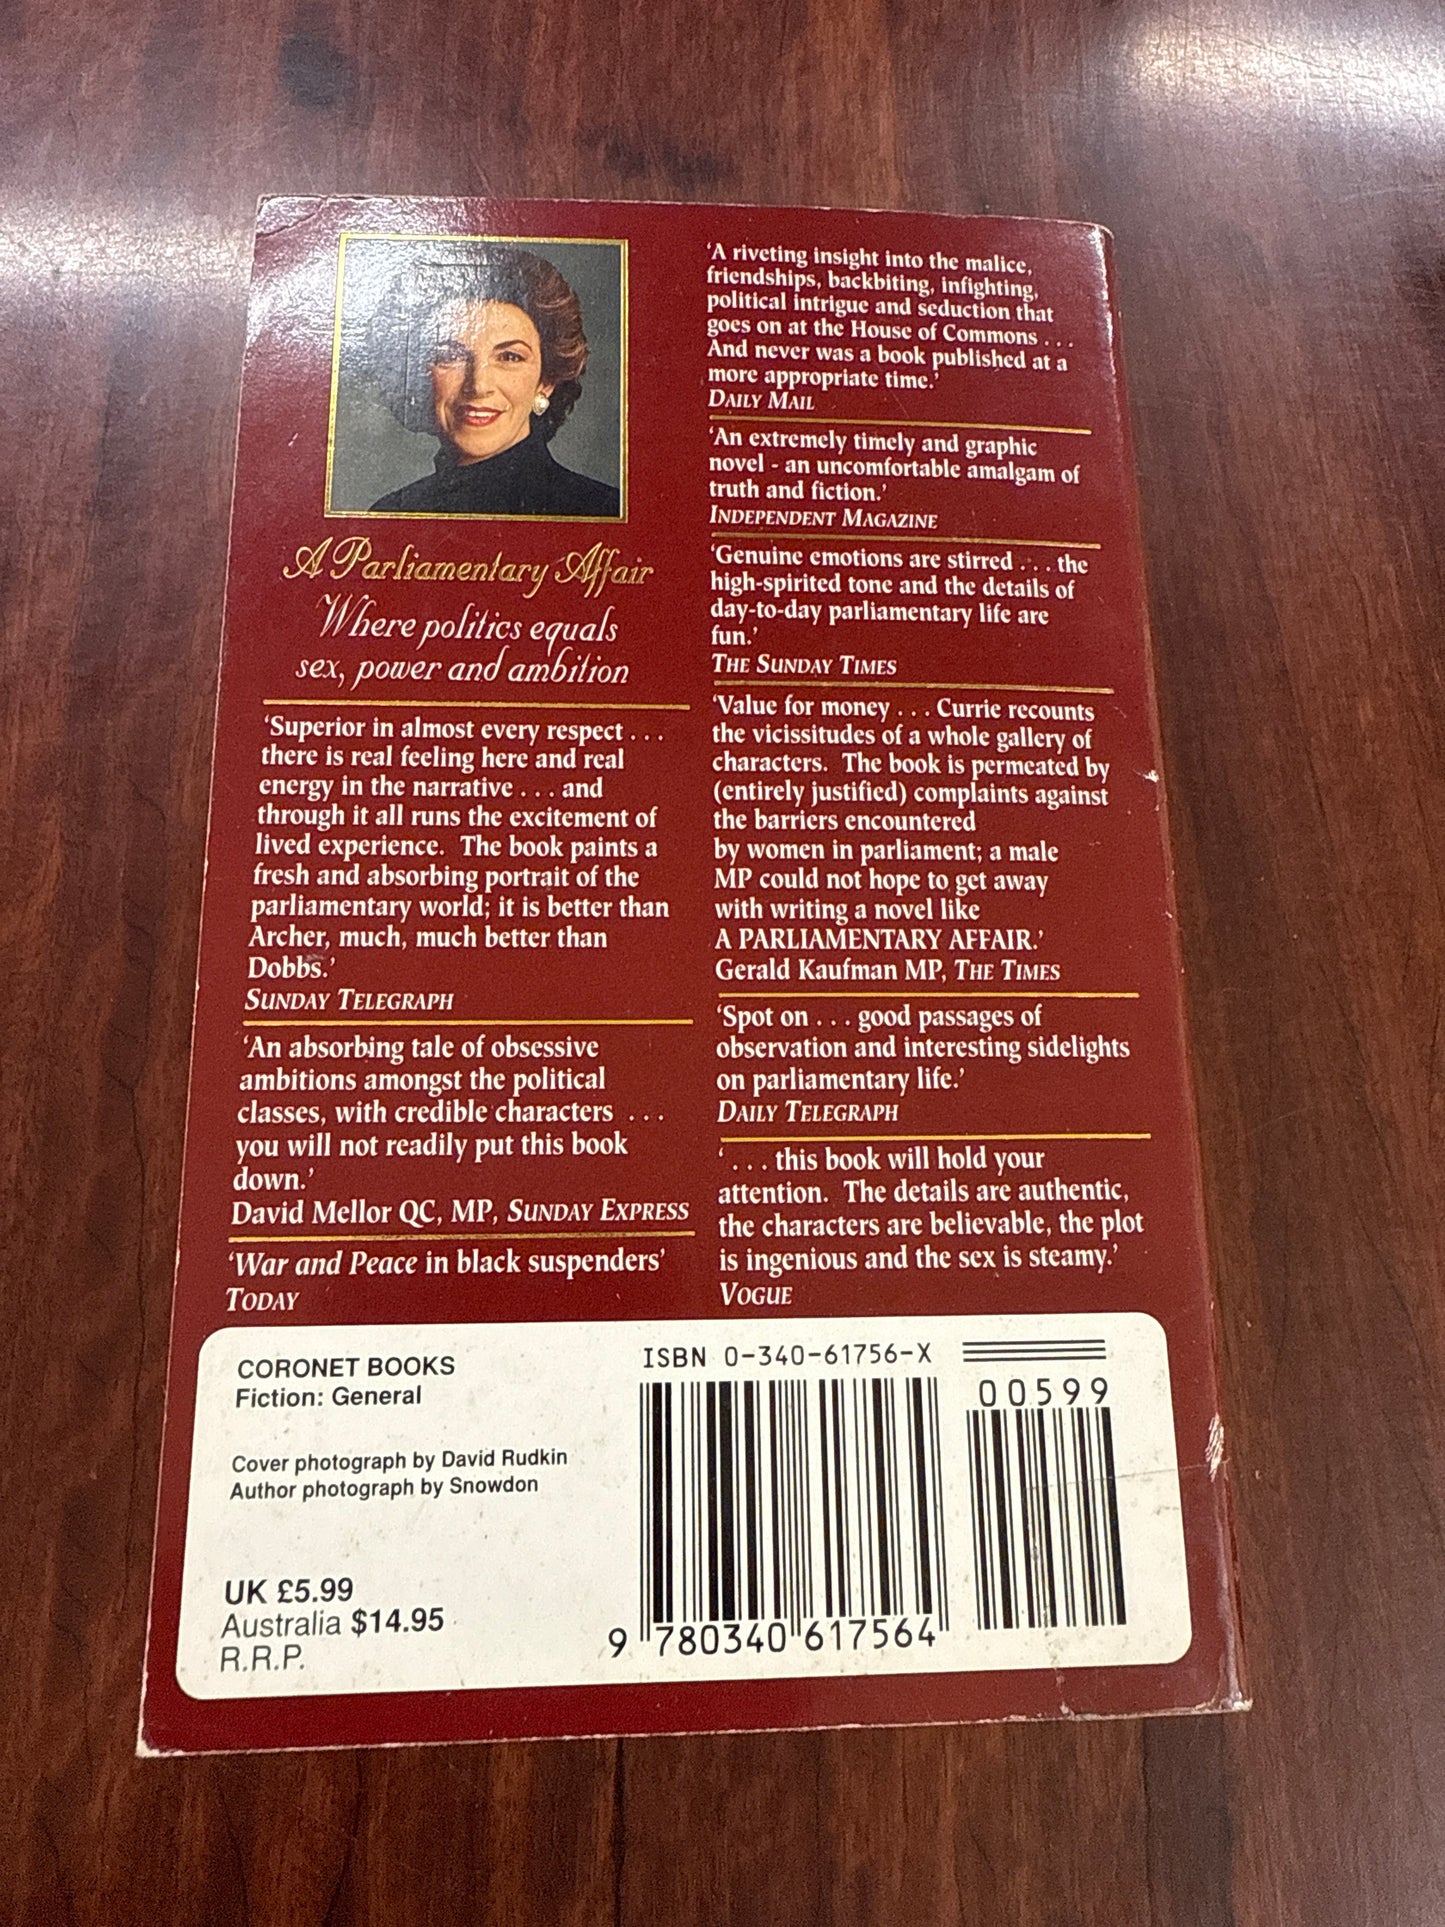 A Parliamentary Affair
Where politics equals
sex, power and ambition
‘Superior in almost every respect . . .
there is real feeling here and real
energy in the narrative . . . and
through it all runs the excitement of
lived experience. The book paints a
fresh and absorbing portrait of the
parliamentary world; it is better than
Archer, much, much better than
Dobbs.’
SUNDAY TELEGRAPH
‘An absorbing tale of obsessive
ambitions amongst the political
classes, with credible characters . . .
you will not readily put this book
down.’
David Mellor QC, MP, SUNDAY EXPRESS
‘War and Peace in black suspenders’
TODAY
‘A riveting insight into the malice,
friendships, backbiting, infighting,
political intrigue and seduction that
goes on at the House of Commons . . .
And never was a book published at a
more appropriate time.’
DAILY MAIL
‘An extremely timely and graphic
novel - an uncomfortable amalgam of
truth and fiction.’
INDEPENDENT MAGAZINE
‘Genuine emotions are stirred . . . the
high-spirited tone and the details of
day-to-day parliamentary life are
fun.’
THE SUNDAY TIMES
‘Value for money . . . Currie recounts
the vicissitudes of a whole gallery of
characters. The book is permeated by
(entirely justified) complaints against
the barriers encountered
by women in parliament; a male
MP could not hope to get away
with writing a novel like
A PARLIAMENTARY AFFAIR.’
Gerald Kaufman MP, THE TIMES
‘Spot on . . . good passages of
observation and interesting sidelights
on parliamentary life.’
DAILY TELEGRAPH
‘ . . . this book will hold your
attention. The details are authentic,
the characters are believable, the plot
is ingenious and the sex is steamy.’
VOGUE
CORONET BOOKS
Fiction: General
Cover photograph by David Rudkin
Author photograph by Snowdon
UK £5.99
Australia $14.95
R.R.P.
ISBN 0-340-61756-X
00599
9 780340 617564